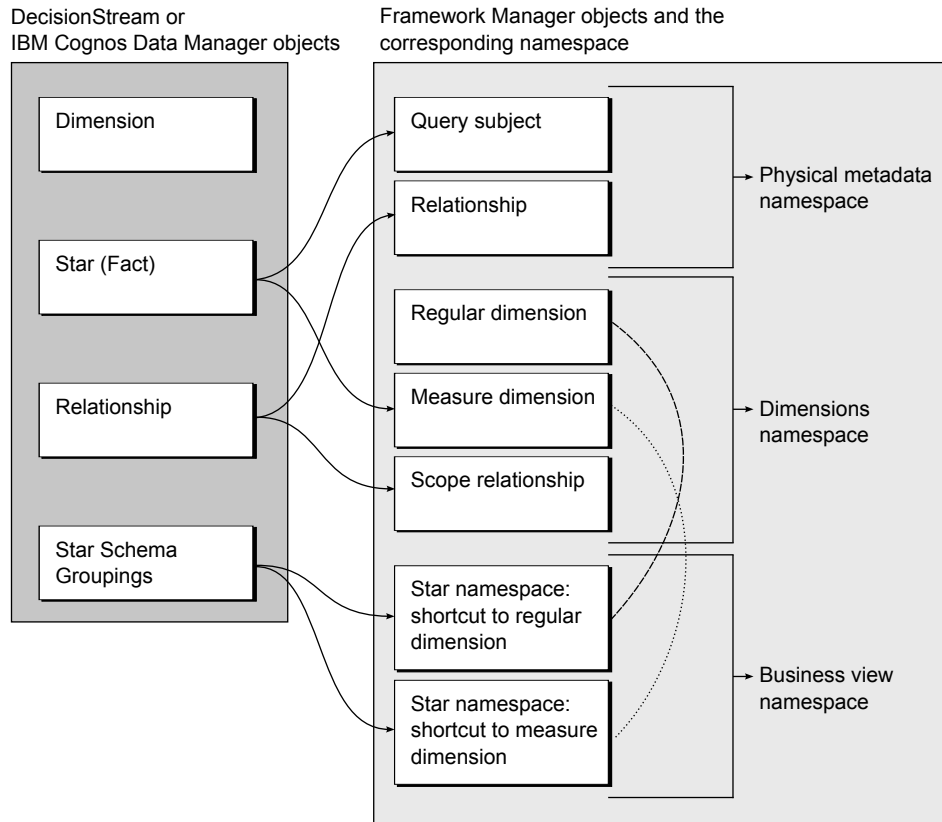 DecisionStream or
IBM Cognos Data Manager objects
Framework Manager objects and the
corresponding namespace
Dimension
Star (Fact)
Relationship
Star Schema
Groupings
Query subject
Relationship
Regular dimension
Measure dimension
Scope relationship
Star namespace:
shortcut to regular
dimension
Star namespace:
shortcut to measure
dimension
Physical metadata
namespace
Dimensions
namespace
Business view
namespace